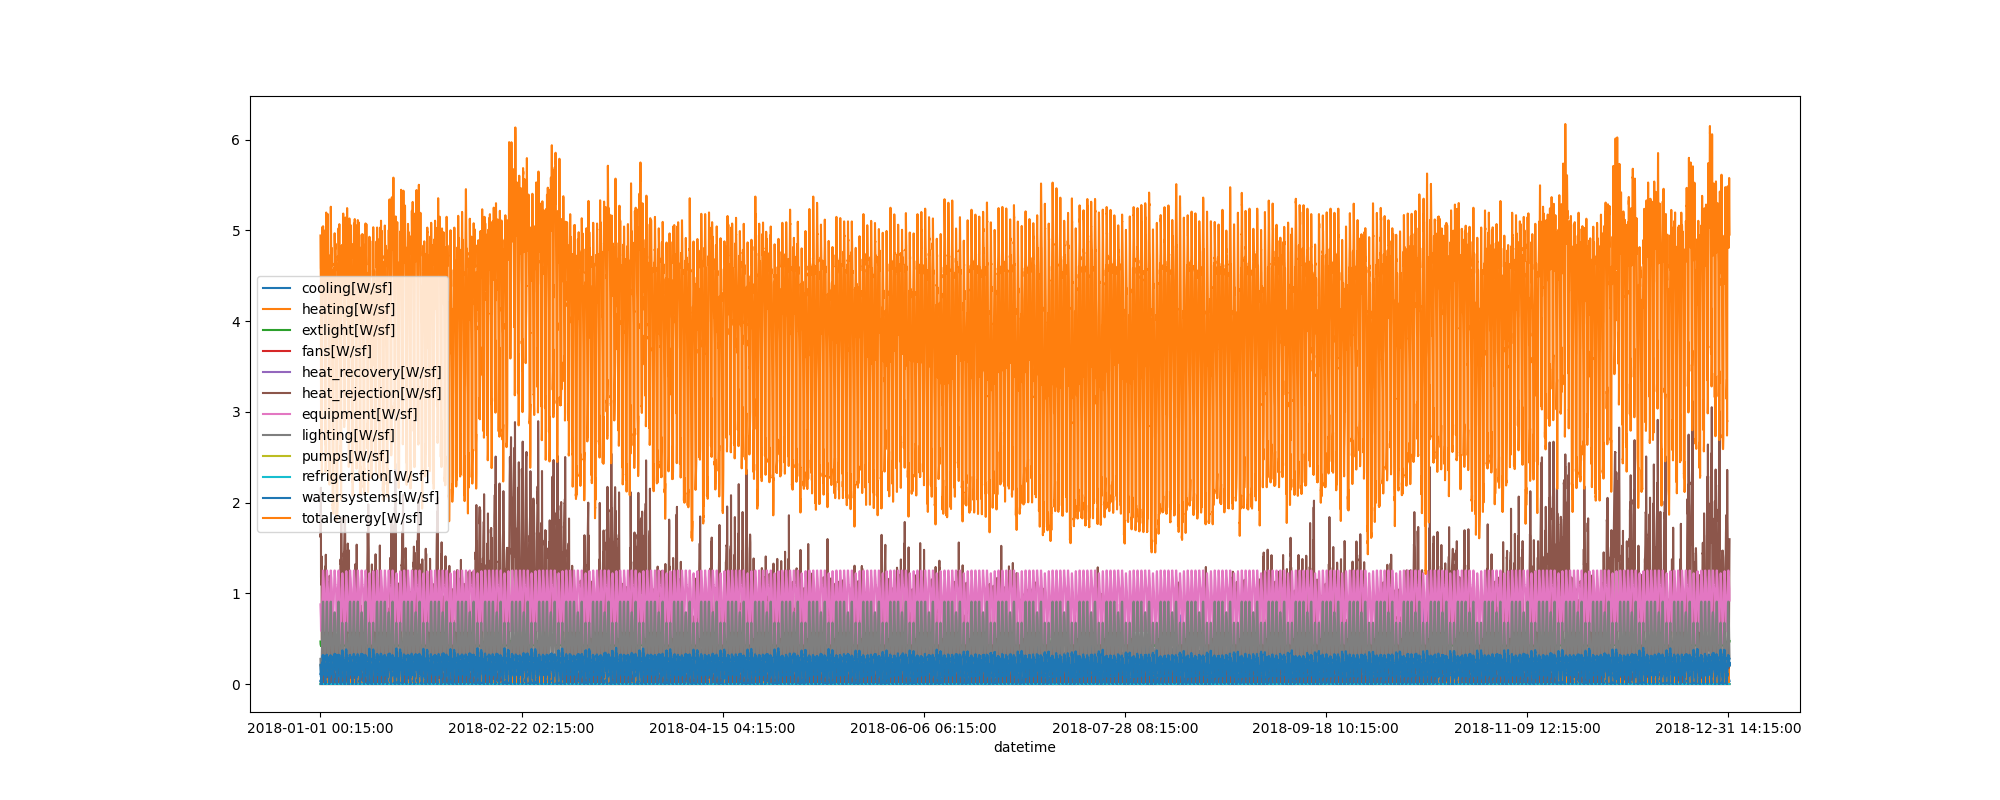 6
5
4
3
2
1
0
cooling[W/sf]
heating[W/sf]
extlight[W/sf]
fans[W/sf]
heat_recovery[W/sf]
heat_rejection[W/sf]
equipment[W/sf]
lighting[W/sf]
pumps[W/sf]
refrigeration[W/sf]
watersystems[W/sf]
totalenergy[W/sf]
2018-01-01 00:15:00 2018-02-22 02:15:00 2018-04-15 04:15:00 2018-06-06 06:15:00 2018-07-28 08:15:00 2018-09-18 10:15:00 2018-11-09 12:15:00 2018-12-31 14:15:00
datetime